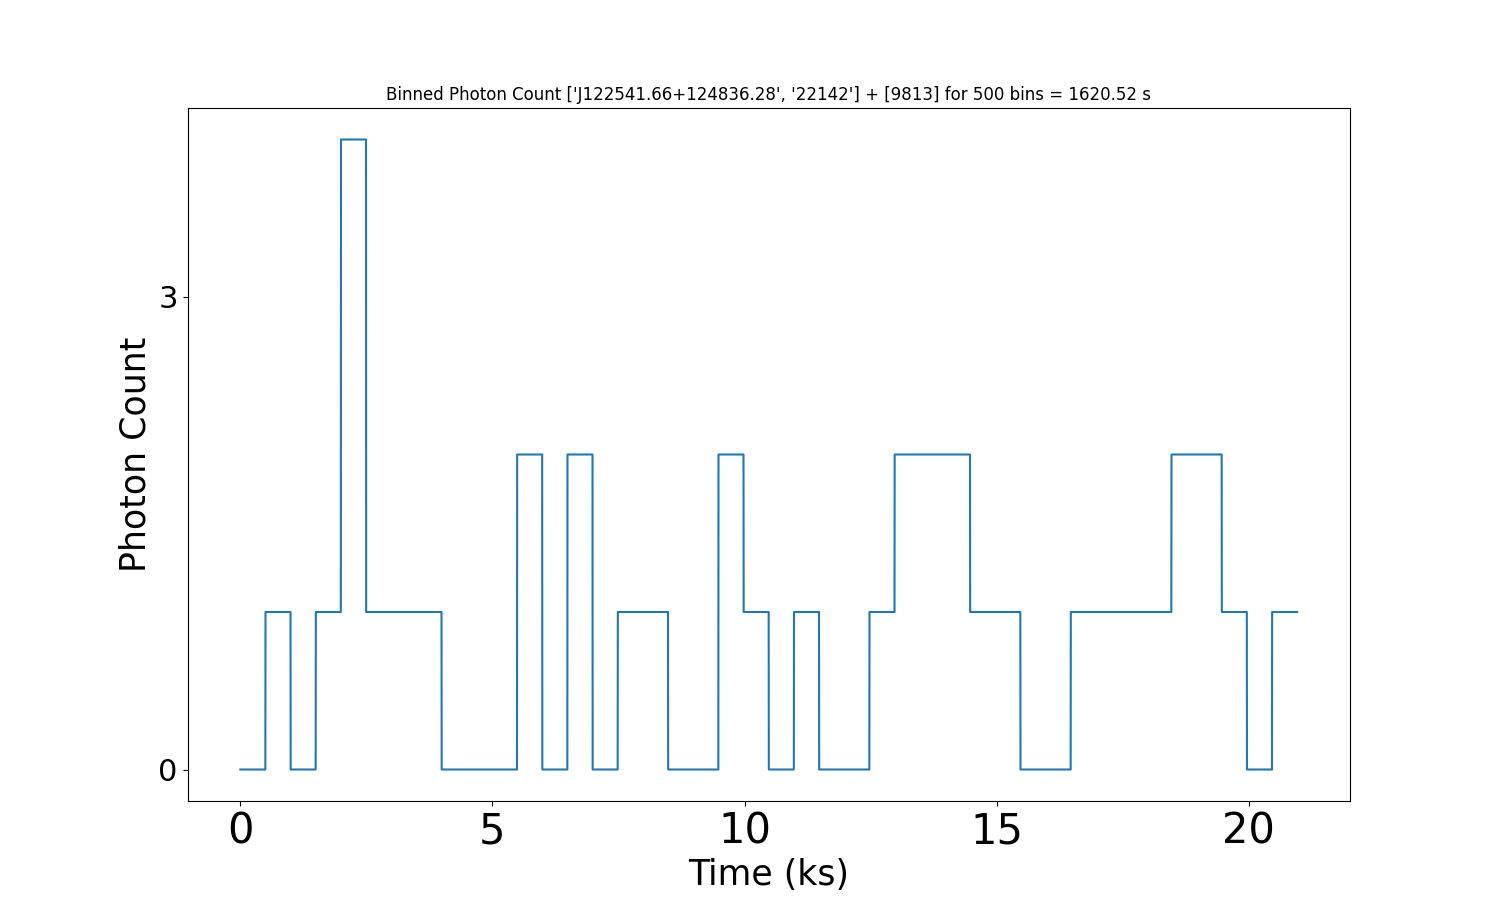 Binned Photon Count ['J122541.66+124836.28', '22142'] + [9813] for 500 bins = 1620.52 s
3
0
Photon Count
0 5 10 15 20
Time (ks)